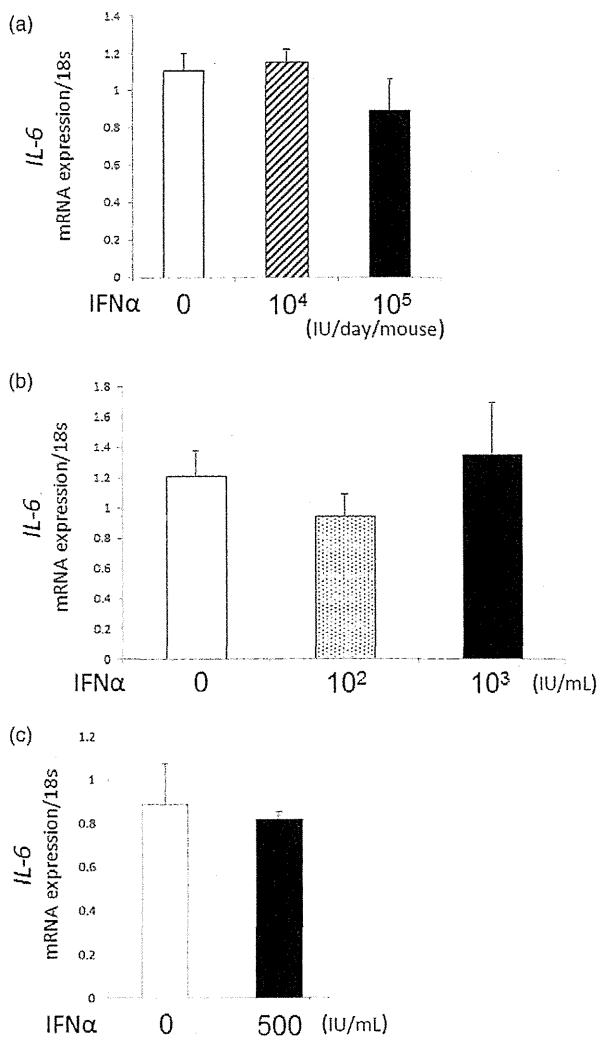 (a)
IL-6
mRNA expression/18s
1.4
1.2
1
0.8
0.6
0.4
0.2
0
IFNα 0 10⁴ 10⁵
(IU/day/mouse)
(b)
IL-6
mRNA expression/18s
1.8
1.6
1.4
1.2
1
0.8
0.6
0.4
0.2
0
IFNα 0 10² 10³ (IU/mL)
(c)
IL-6
mRNA expression/18s
1.2
1
0.8
0.6
0.4
0.2
0
IFNα 0 500 (IU/mL)